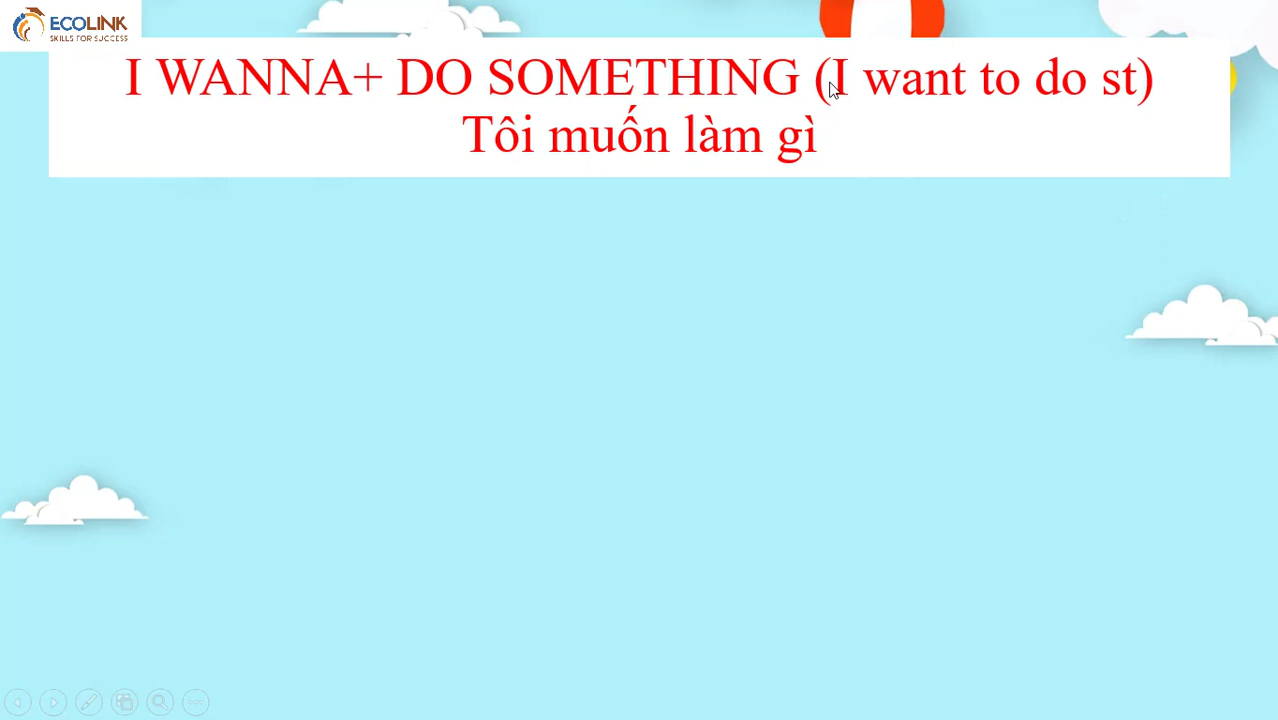 ECOLINK
SKILLS FOR SUCCESS
I WANNA+ DO SOMETHING (I want to do st)
Tôi muốn làm gì